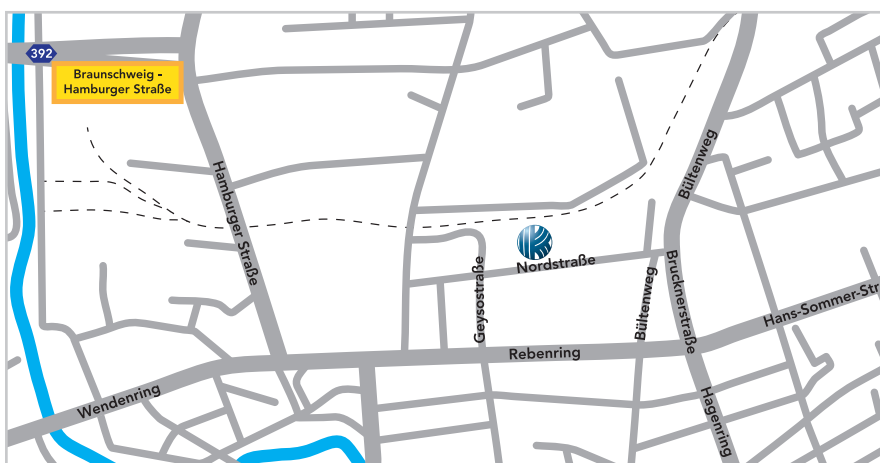 392
Braunschweig -
Hamburger Straße
Hamburger Straße
Bültenweg
Nordstraße
Geysostraße
Bültenweg
Brucknerstraße
Hans-Sommer-Str
Rebenring
Wendenring
Hagenring